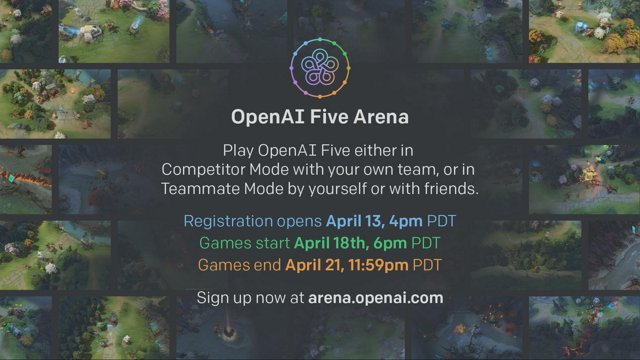 OpenAI Five Arena
Play OpenAI Five either in
Competitor Mode with your own team, or in
Teammate Mode by yourself or with friends.
Registration opens April 13, 4pm PDT
Games start April 18th, 6pm PDT
Games end April 21, 11:59pm PDT
Sign up now at arena.openai.com